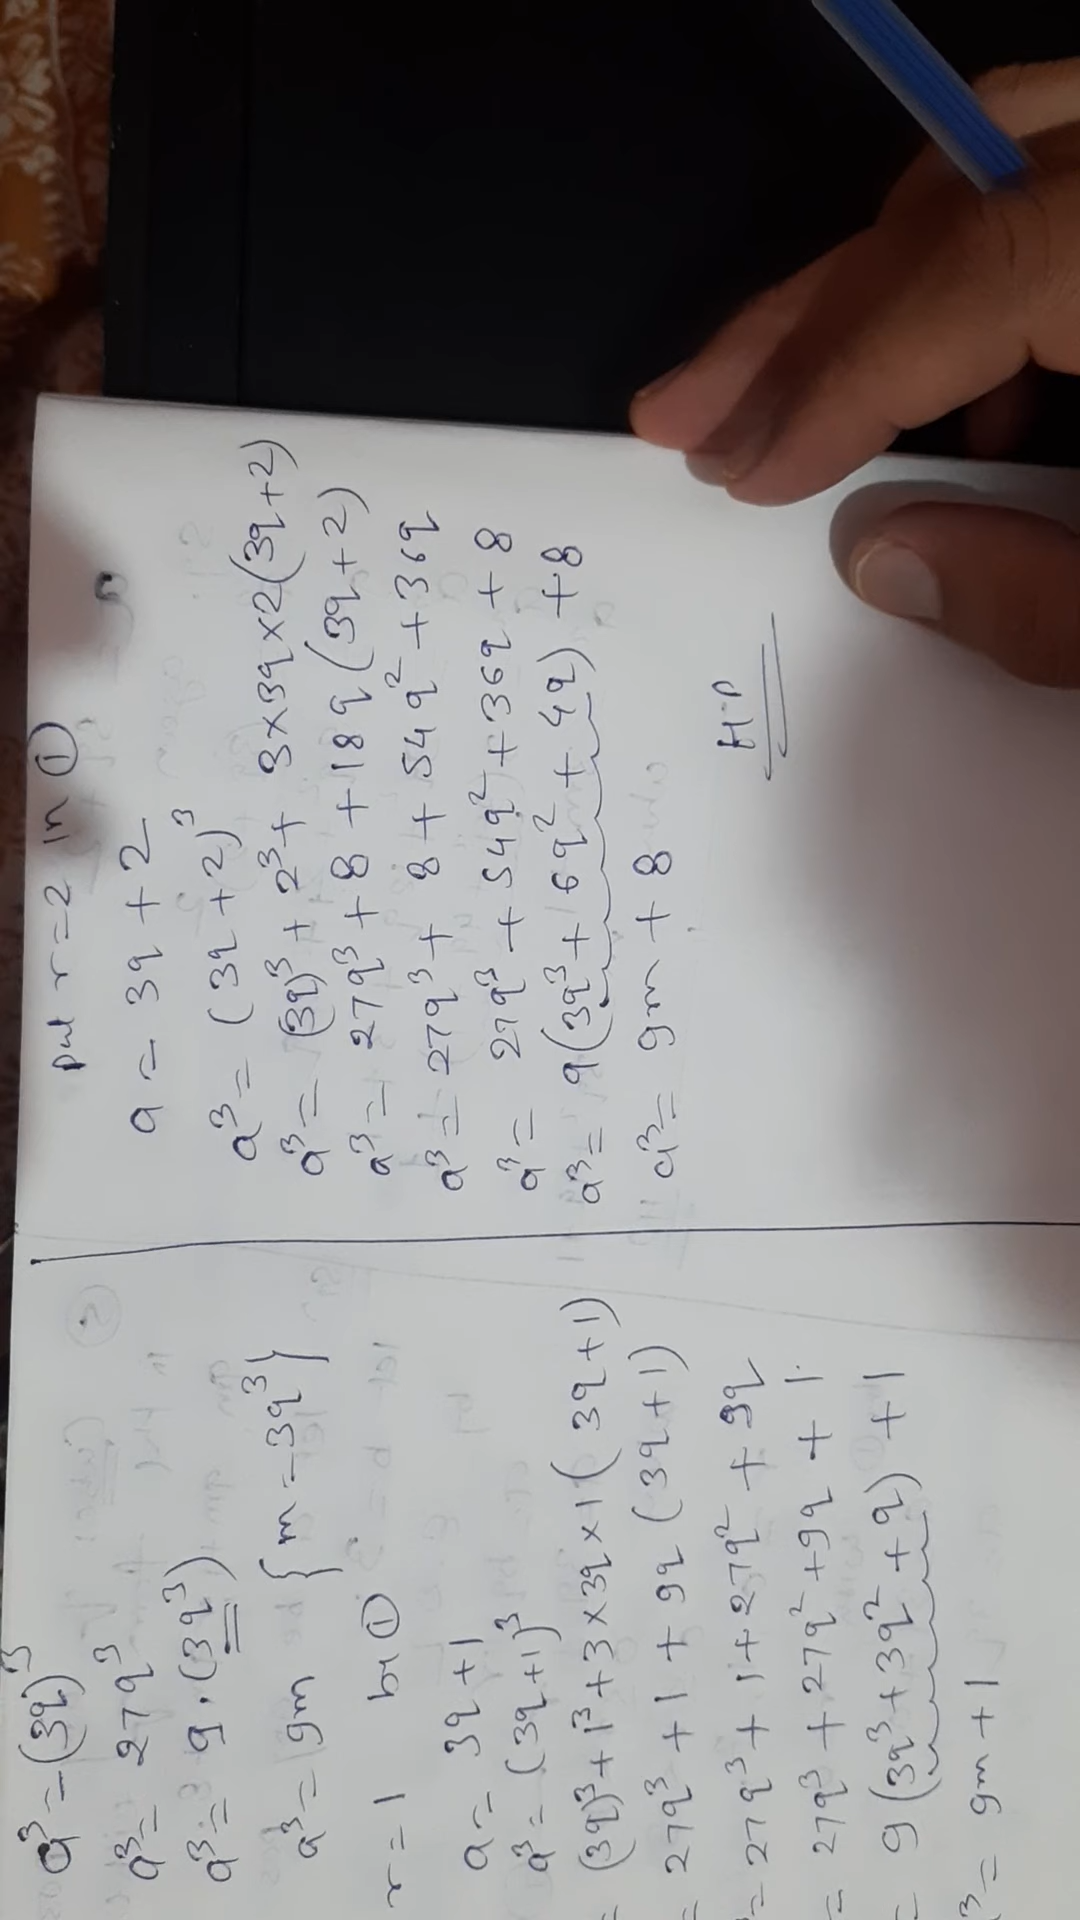 a³ = (3q)³
a³ = 27q³
a³ = 9.(3q³)
a³ = 9m {m = 3q³}
r = 1 in ①
a = 3q + 1
a³ = (3q + 1)³
= (3q)³ + 1³ + 3 × 3q × 1 (3q + 1)
= 27q³ + 1 + 9q (3q + 1)
= 27q³ + 1 + 27q² + 9q
= 27q³ + 27q² + 9q + 1
= 9 (3q³ + 3q² + q) + 1
³ = 9m + 1
put r = 2 in ①
a = 3q + 2
a³ = (3q + 2)³
a³ = (3q)³ + 2³ + 3 × 3q × 2 (3q + 2)
a³ = 27q³ + 8 + 18q (3q + 2)
a³ = 27q³ + 8 + 54q² + 36q
a³ = 27q³ + 54q² + 36q + 8
a³ = 9 (3q³ + 6q² + 4q) + 8
a³ = 9m + 8
H.P